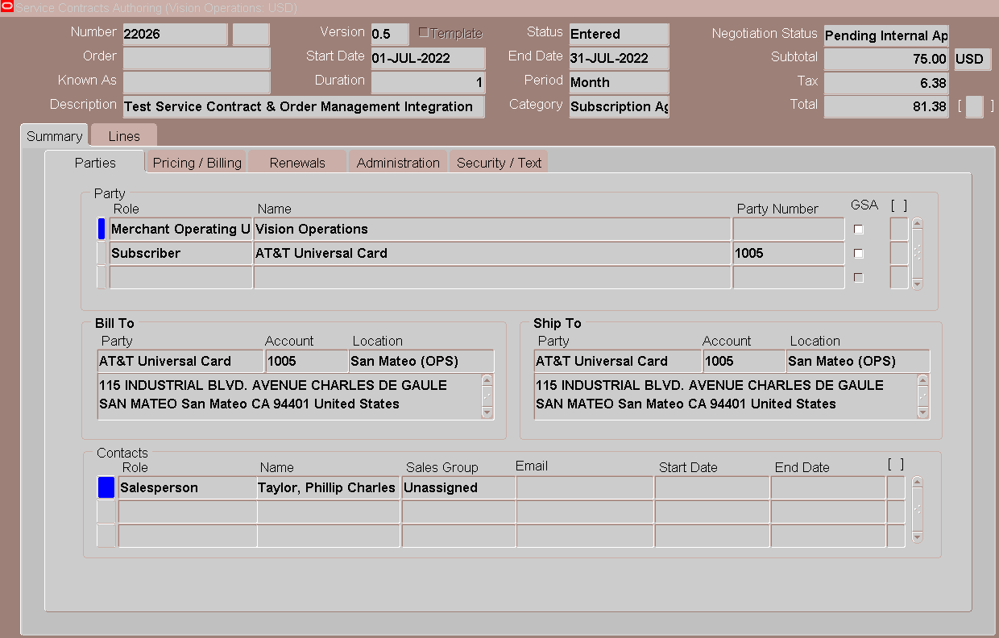 Service Contracts Authoring (Vision Operations: USD)
Number 22026 Version 0.5 Template Status Entered Negotiation Status Pending Internal Ap
Order Start Date 01-JUL-2022 End Date 31-JUL-2022 Subtotal 75.00 USD
Known As Duration 1 Period Month Tax 6.38
Description Test Service Contract & Order Management Integration Category Subscription Ag Total 81.38 [ ]
Summary Lines
Parties Pricing / Billing Renewals Administration Security / Text
Party
Role Name Party Number GSA [ ]
Merchant Operating U Vision Operations
Subscriber AT&T Universal Card 1005
Bill To Ship To
Party Account Location Party Account Location
AT&T Universal Card 1005 San Mateo (OPS) AT&T Universal Card 1005 San Mateo (OPS)
115 INDUSTRIAL BLVD. AVENUE CHARLES DE GAULE 115 INDUSTRIAL BLVD. AVENUE CHARLES DE GAULE
SAN MATEO San Mateo CA 94401 United States SAN MATEO San Mateo CA 94401 United States
Contacts
Role Name Sales Group Email Start Date End Date [ ]
Salesperson Taylor, Phillip Charles Unassigned